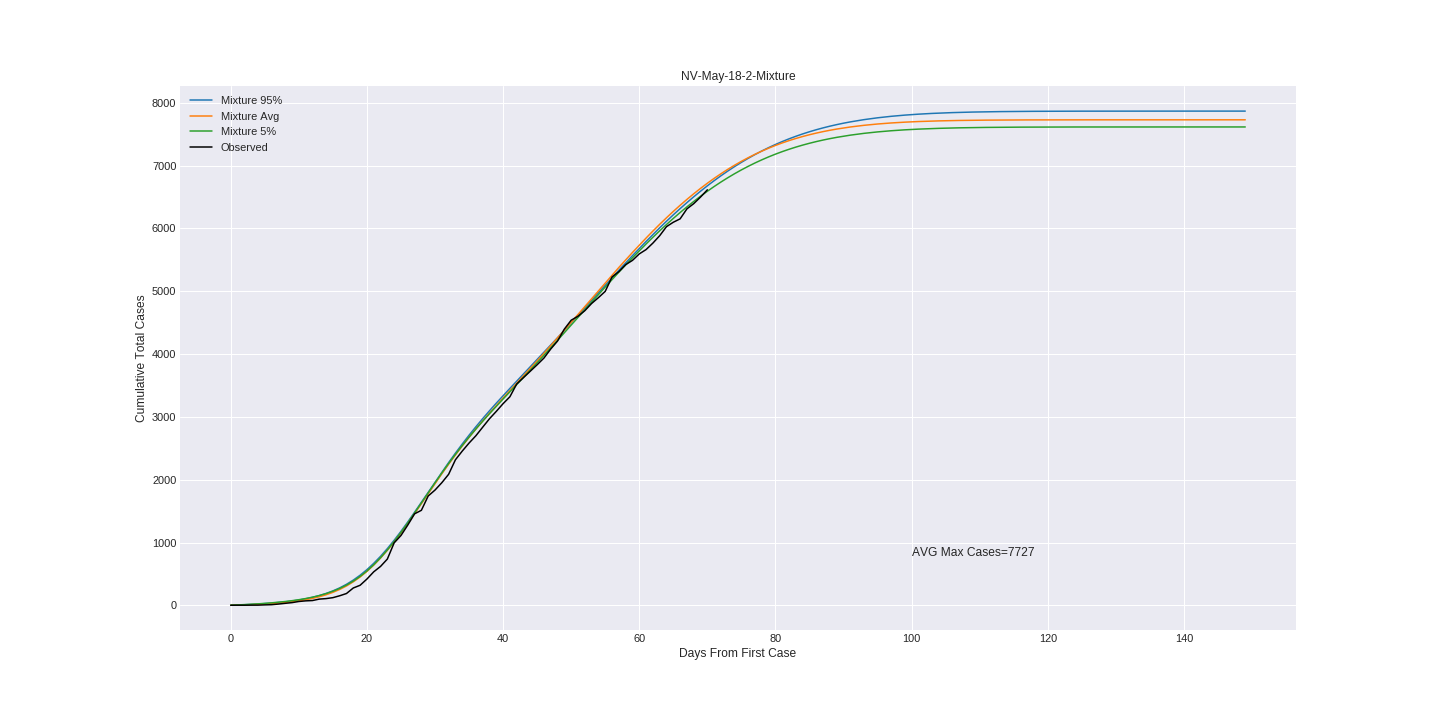 NV-May-18-2-Mixture
Mixture 95%
Mixture Avg
Mixture 5%
Observed
8000
7000
6000
5000
4000
3000
2000
1000
0
Cumulative Total Cases
AVG Max Cases=7727
0 20 40 60 80 100 120 140
Days From First Case